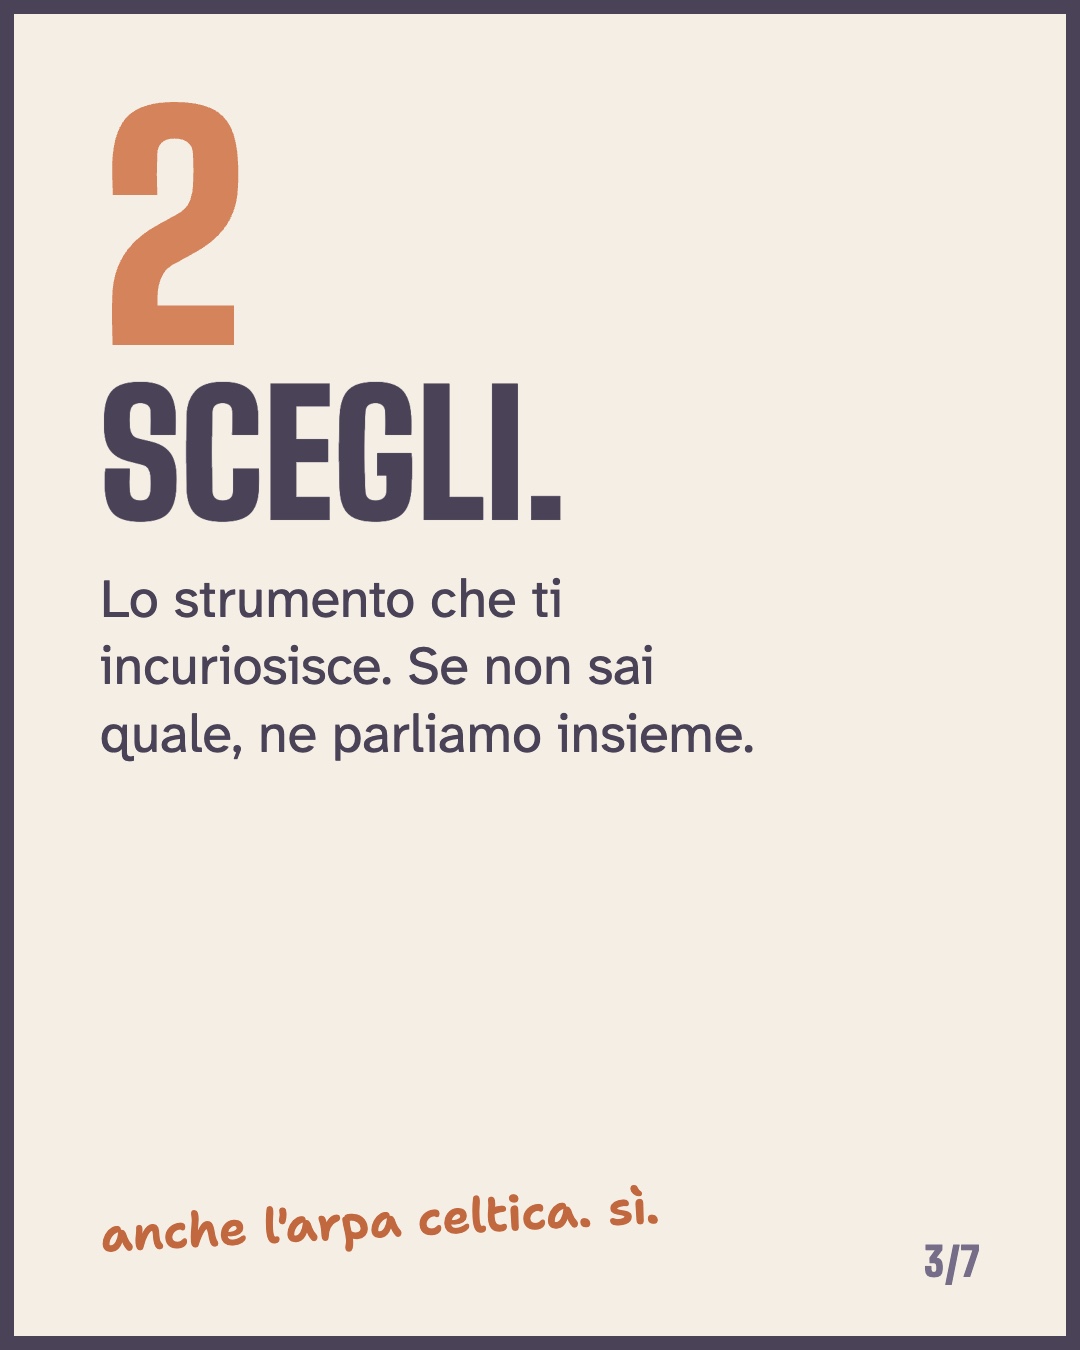 2
SCEGLI.
Lo strumento che ti
incuriosisce. Se non sai
quale, ne parliamo insieme.
anche l'arpa celtica. sì.
3/7